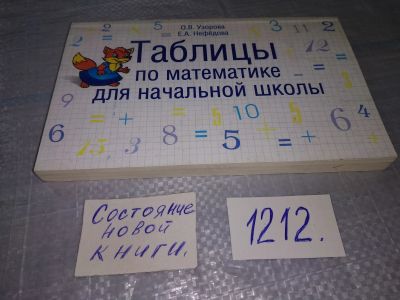 О.В. Узорова
Е.А. Нефёдова
Таблицы
по математике
для начальной школы
Состояние
новой
книги.
1212.